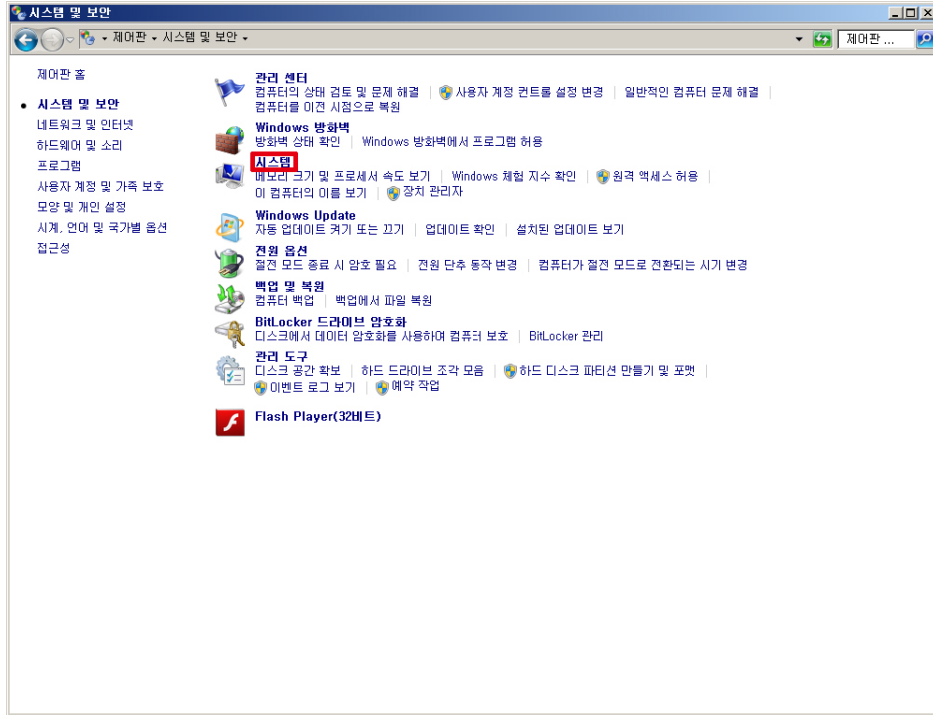 시스템 및 보안
제어판 시스템 및 보안 제어판 ...
제어판 홈
시스템 및 보안
네트워크 및 인터넷
하드웨어 및 소리
프로그램
사용자 계정 및 가족 보호
모양 및 개인 설정
시계, 언어 및 국가별 옵션
접근성
관리 센터
컴퓨터의 상태 검토 및 문제 해결 사용자 계정 컨트롤 설정 변경 일반적인 컴퓨터 문제 해결
컴퓨터를 이전 시점으로 복원
Windows 방화벽
방화벽 상태 확인 Windows 방화벽에서 프로그램 허용
시스템
메모리 크기 및 프로세서 속도 보기 Windows 체험 지수 확인 원격 액세스 허용
이 컴퓨터의 이름 보기 장치 관리자
Windows Update
자동 업데이트 켜기 또는 끄기 업데이트 확인 설치된 업데이트 보기
전원 옵션
절전 모드 종료 시 암호 필요 전원 단추 동작 변경 컴퓨터가 절전 모드로 전환되는 시기 변경
백업 및 복원
컴퓨터 백업 백업에서 파일 복원
BitLocker 드라이브 암호화
디스크에서 데이터 암호화를 사용하여 컴퓨터 보호 BitLocker 관리
관리 도구
디스크 공간 확보 하드 드라이브 조각 모음 하드 디스크 파티션 만들기 및 포맷
이벤트 로그 보기 예약 작업
Flash Player(32비트)